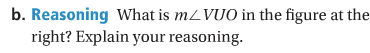 b. Reasoning What is m∠VUO in the figure at the
right? Explain your reasoning.